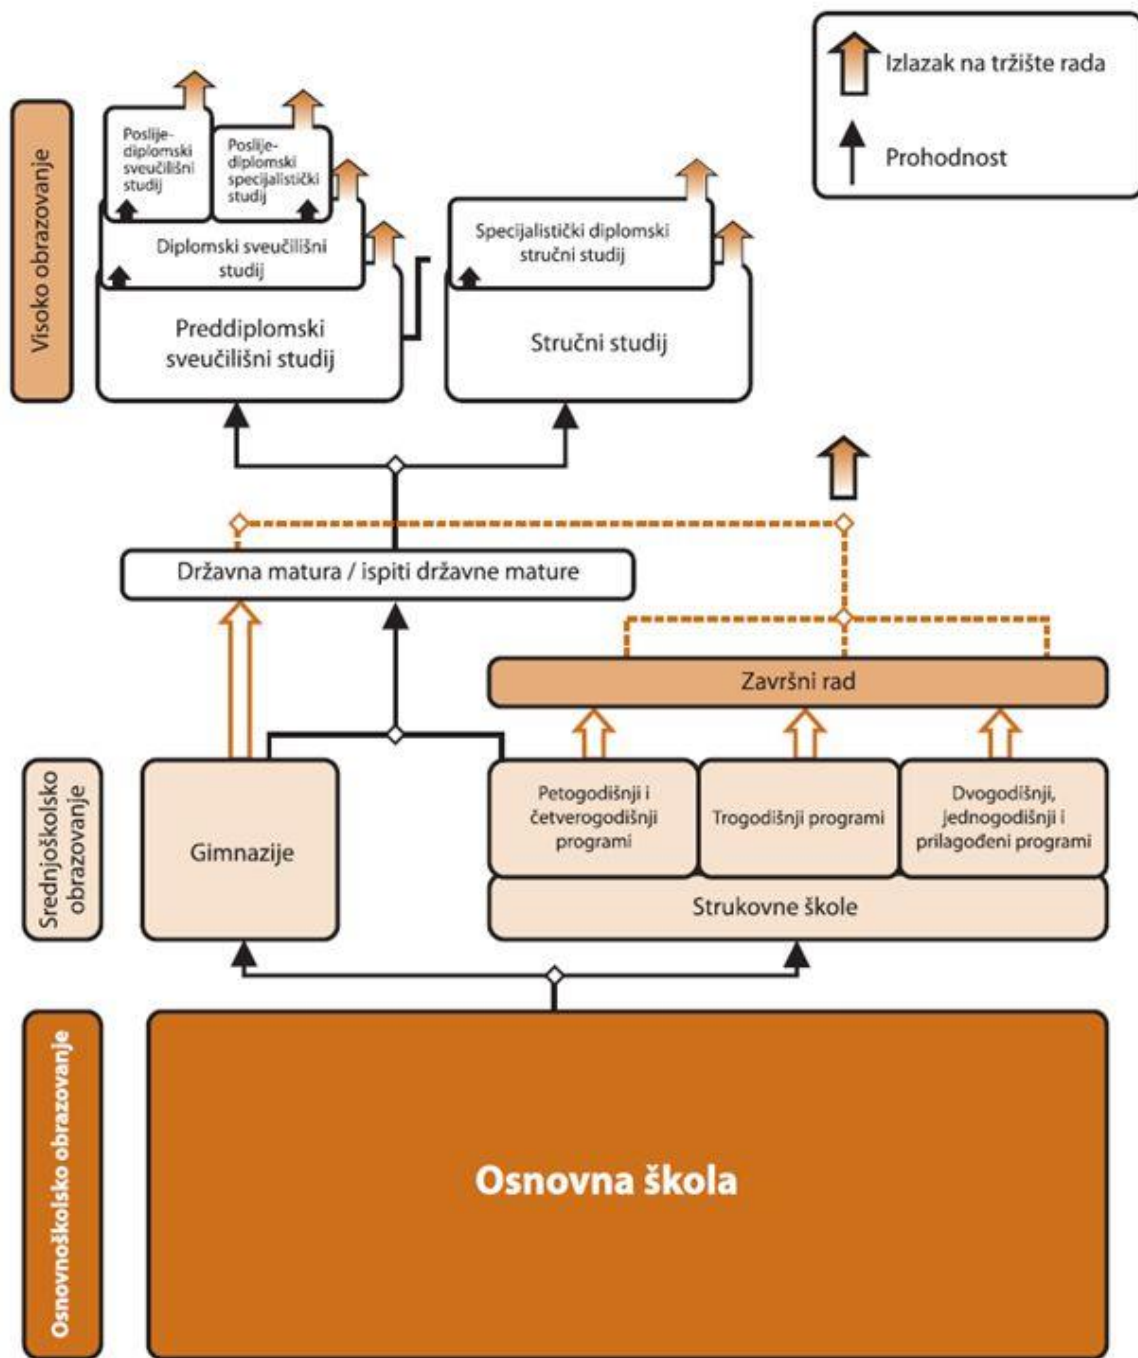 Izlazak na tržište rada
Prohodnost
Visoko obrazovanje
Poslije-
diplomski
sveučilišni
studij
Poslije-
diplomski
specijalistički
studij
Diplomski sveučilišni
studij
Preddiplomski
sveučilišni studij
Specijalistički diplomski
stručni studij
Stručni studij
Državna matura / ispiti državne mature
Završni rad
Srednjoškolsko
obrazovanje
Gimnazije
Petogodišnji i
četverogodišnji
programi
Trogodišnji programi
Dvogodišnji,
jednogodišnji i
prilagođeni programi
Strukovne škole
Osnovnoškolsko obrazovanje
Osnovna škola